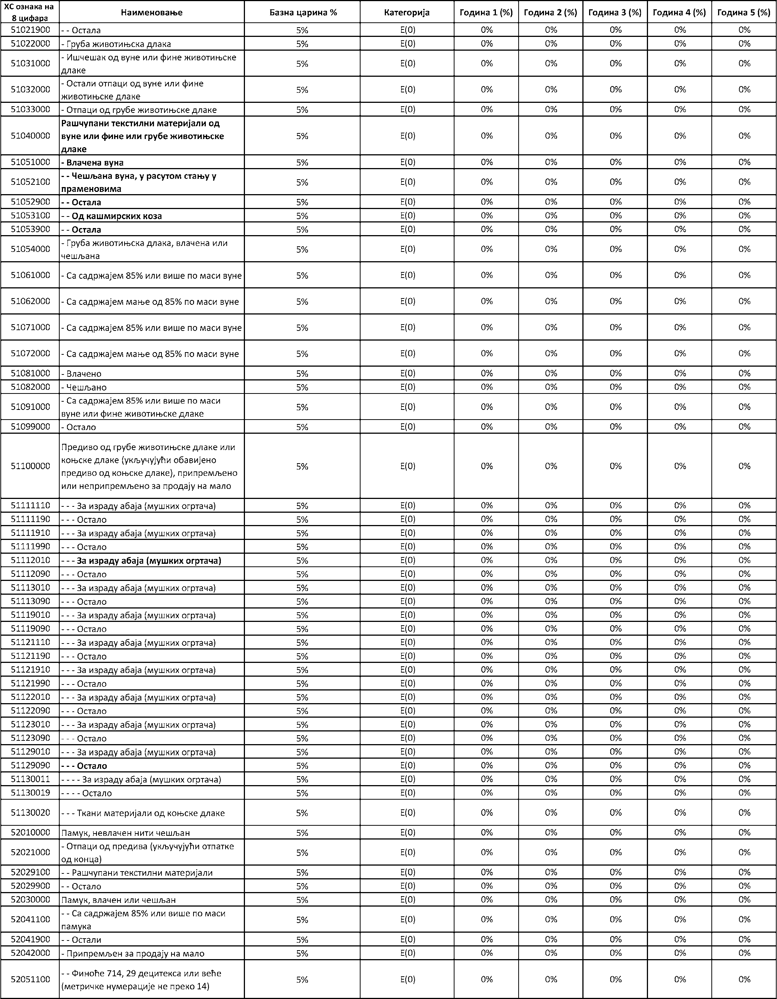 ХС ознака на 8 цифара Наименовање Базна царина % Категорија Година 1 (%) Година 2 (%) Година 3 (%) Година 4 (%) Година 5 (%)
51021900 - - Остала 5% E(0) 0% 0% 0% 0% 0%
51022000 - Груба животињска длака 5% E(0) 0% 0% 0% 0% 0%
51031000 - Ишчешак од вуне или фине животињске
длаке 5% E(0) 0% 0% 0% 0% 0%
51032000 - Остали отпаци од вуне или фине
животињске длаке 5% E(0) 0% 0% 0% 0% 0%
51033000 - Отпаци од грубе животињске длаке 5% E(0) 0% 0% 0% 0% 0%
51040000 Рашчупани текстилни материјали од
вуне или фине или грубе животињске
длаке 5% E(0) 0% 0% 0% 0% 0%
51051000 - Влачена вуна 5% E(0) 0% 0% 0% 0% 0%
51052100 - - Чешљана вуна, у расутом стању у
праменовима 5% E(0) 0% 0% 0% 0% 0%
51052900 - - Остала 5% E(0) 0% 0% 0% 0% 0%
51053100 - - Од кашмирских коза 5% E(0) 0% 0% 0% 0% 0%
51053900 - - Остала 5% E(0) 0% 0% 0% 0% 0%
51054000 - Груба животињска длака, влачена или
чешљана 5% E(0) 0% 0% 0% 0% 0%
51061000 - Са садржајем 85% или више по маси вуне 5% E(0) 0% 0% 0% 0% 0%
51062000 - Са садржајем мање од 85% по маси вуне 5% E(0) 0% 0% 0% 0% 0%
51071000 - Са садржајем 85% или више по маси вуне 5% E(0) 0% 0% 0% 0% 0%
51072000 - Са садржајем мање од 85% по маси вуне 5% E(0) 0% 0% 0% 0% 0%
51081000 - Влачено 5% E(0) 0% 0% 0% 0% 0%
51082000 - Чешљано 5% E(0) 0% 0% 0% 0% 0%
51091000 - Са садржајем 85% или више по маси
вуне или фине животињске длаке 5% E(0) 0% 0% 0% 0% 0%
51099000 - Остало 5% E(0) 0% 0% 0% 0% 0%
51100000 Предиво од грубе животињске длаке или
коњске длаке (укључујући обавијено
предиво од коњске длаке), припремљено
или неприпремљено за продају на мало 5% E(0) 0% 0% 0% 0% 0%
51111110 - - - За израду абаја (мушких огртача) 5% E(0) 0% 0% 0% 0% 0%
51111190 - - - Остало 5% E(0) 0% 0% 0% 0% 0%
51111910 - - - За израду абаја (мушких огртача) 5% E(0) 0% 0% 0% 0% 0%
51111990 - - - Остало 5% E(0) 0% 0% 0% 0% 0%
51112010 - - - За израду абаја (мушких огртача) 5% E(0) 0% 0% 0% 0% 0%
51112090 - - - Остало 5% E(0) 0% 0% 0% 0% 0%
51113010 - - - За израду абаја (мушких огртача) 5% E(0) 0% 0% 0% 0% 0%
51113090 - - - Остало 5% E(0) 0% 0% 0% 0% 0%
51119010 - - - За израду абаја (мушких огртача) 5% E(0) 0% 0% 0% 0% 0%
51119090 - - - Остало 5% E(0) 0% 0% 0% 0% 0%
51121110 - - - За израду абаја (мушких огртача) 5% E(0) 0% 0% 0% 0% 0%
51121190 - - - Остало 5% E(0) 0% 0% 0% 0% 0%
51121910 - - - За израду абаја (мушких огртача) 5% E(0) 0% 0% 0% 0% 0%
51121990 - - - Остало 5% E(0) 0% 0% 0% 0% 0%
51122010 - - - За израду абаја (мушких огртача) 5% E(0) 0% 0% 0% 0% 0%
51122090 - - - Остало 5% E(0) 0% 0% 0% 0% 0%
51123010 - - - За израду абаја (мушких огртача) 5% E(0) 0% 0% 0% 0% 0%
51123090 - - - Остало 5% E(0) 0% 0% 0% 0% 0%
51129010 - - - За израду абаја (мушких огртача) 5% E(0) 0% 0% 0% 0% 0%
51129090 - - - Остало 5% E(0) 0% 0% 0% 0% 0%
51130011 - - - - За израду абаја (мушких огртача) 5% E(0) 0% 0% 0% 0% 0%
51130019 - - - - Остало 5% E(0) 0% 0% 0% 0% 0%
51130020 - - - Ткани материјали од коњске длаке 5% E(0) 0% 0% 0% 0% 0%
52010000 Памук, невлачен нити чешљан 5% E(0) 0% 0% 0% 0% 0%
52021000 - Отпаци од предива (укључујући отпатке
од конца) 5% E(0) 0% 0% 0% 0% 0%
52029100 - - Рашчупани текстилни материјали 5% E(0) 0% 0% 0% 0% 0%
52029900 - - Остало 5% E(0) 0% 0% 0% 0% 0%
52030000 Памук, влачен или чешљан 5% E(0) 0% 0% 0% 0% 0%
52041100 - - Са садржајем 85% или више по маси
памука 5% E(0) 0% 0% 0% 0% 0%
52041900 - - Остали 5% E(0) 0% 0% 0% 0% 0%
52042000 - Припремљен за продају на мало 5% E(0) 0% 0% 0% 0% 0%
52051100 - - Финоће 714, 29 децитекса или веће
(метричке нумерације не преко 14) 5% E(0) 0% 0% 0% 0% 0%